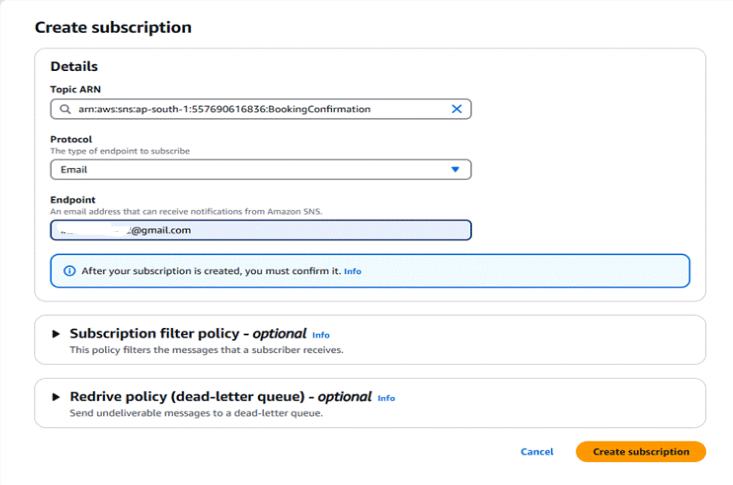 Create subscription
Details
Topic ARN
arn:aws:sns:ap-south-1:557690616836:BookingConfirmation
Protocol
The type of endpoint to subscribe
Email
Endpoint
An email address that can receive notifications from Amazon SNS.
@gmail.com
After your subscription is created, you must confirm it. Info
Subscription filter policy - optional Info
This policy filters the messages that a subscriber receives.
Redrive policy (dead-letter queue) - optional Info
Send undeliverable messages to a dead-letter queue.
Cancel Create subscription